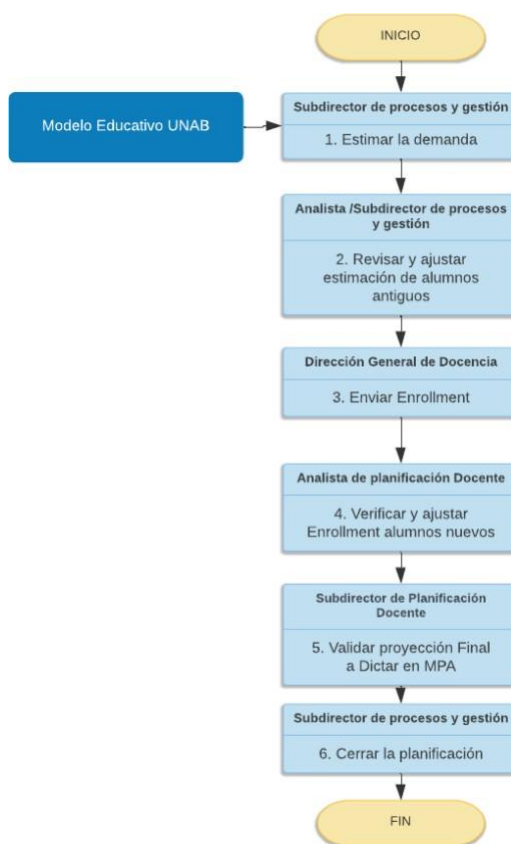 INICIO
Modelo Educativo UNAB
Subdirector de procesos y gestión
1. Estimar la demanda
Analista /Subdirector de procesos
y gestión
2. Revisar y ajustar
estimación de alumnos
antiguos
Dirección General de Docencia
3. Enviar Enrollment
Analista de planificación Docente
4. Verificar y ajustar
Enrollment alumnos nuevos
Subdirector de Planificación
Docente
5. Validar proyección Final
a Dictar en MPA
Subdirector de procesos y gestión
6. Cerrar la planificación
FIN